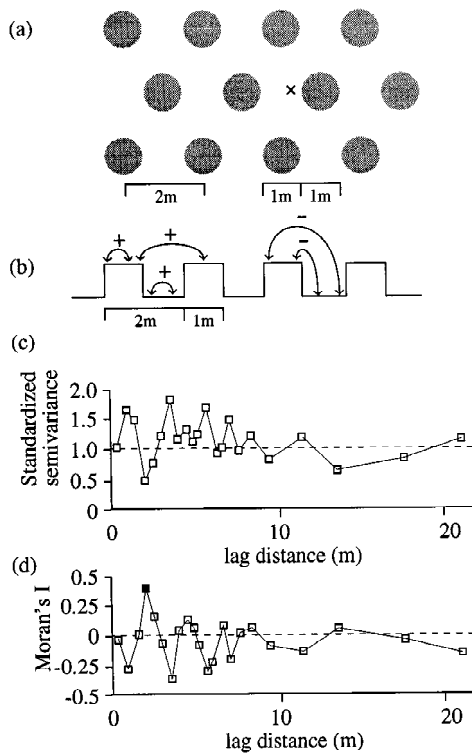 (a)
×
2m 1m 1m
(b)
+ + + − −
2m 1m
(c)
Standardized
semivariance
2.0
1.5
1.0
0.5
0
0 10 20
lag distance (m)
(d)
Moran's I
0.5
0.25
0
-0.25
-0.5
0 10 20
lag distance (m)